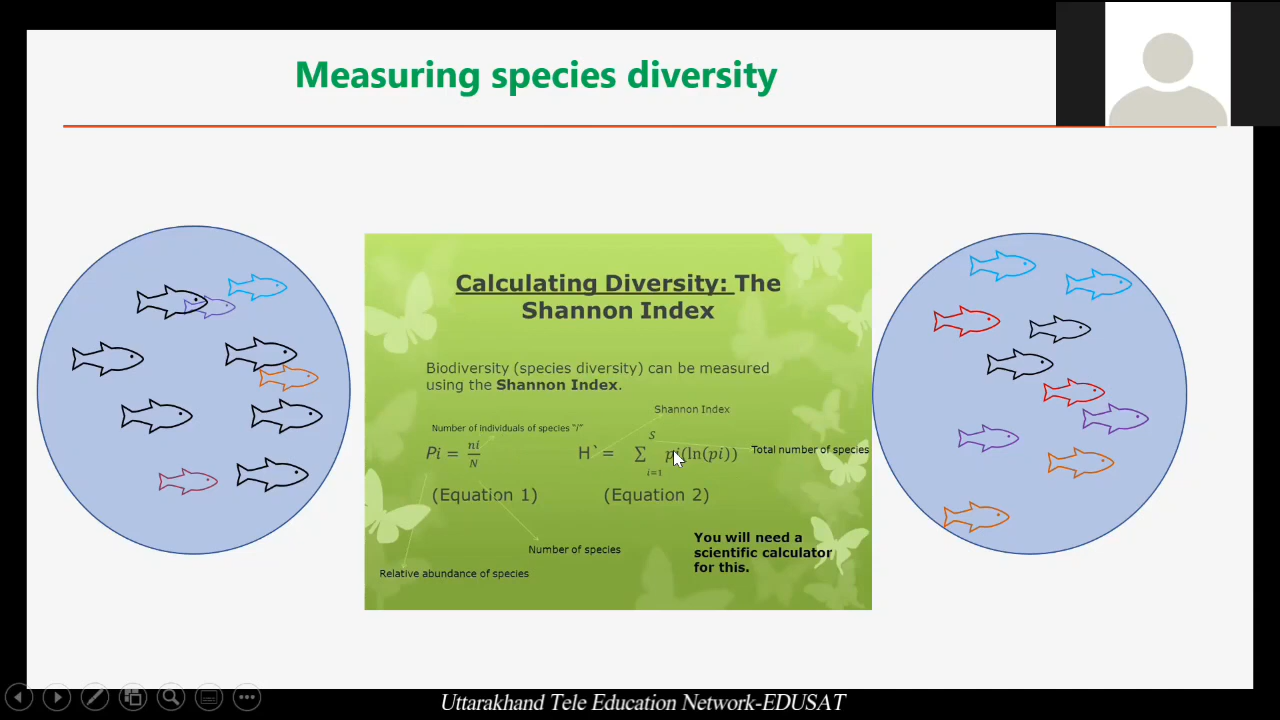 Measuring species diversity
Calculating Diversity: The
Shannon Index
Biodiversity (species diversity) can be measured
using the Shannon Index.
Shannon Index
Number of individuals of species "i"
Pi = ni/N
H` = S ∑ i=1 pi(ln(pi))
Total number of species
(Equation 1)
(Equation 2)
You will need a
scientific calculator
for this.
Number of species
Relative abundance of species
Uttarakhand Tele Education Network-EDUSAT